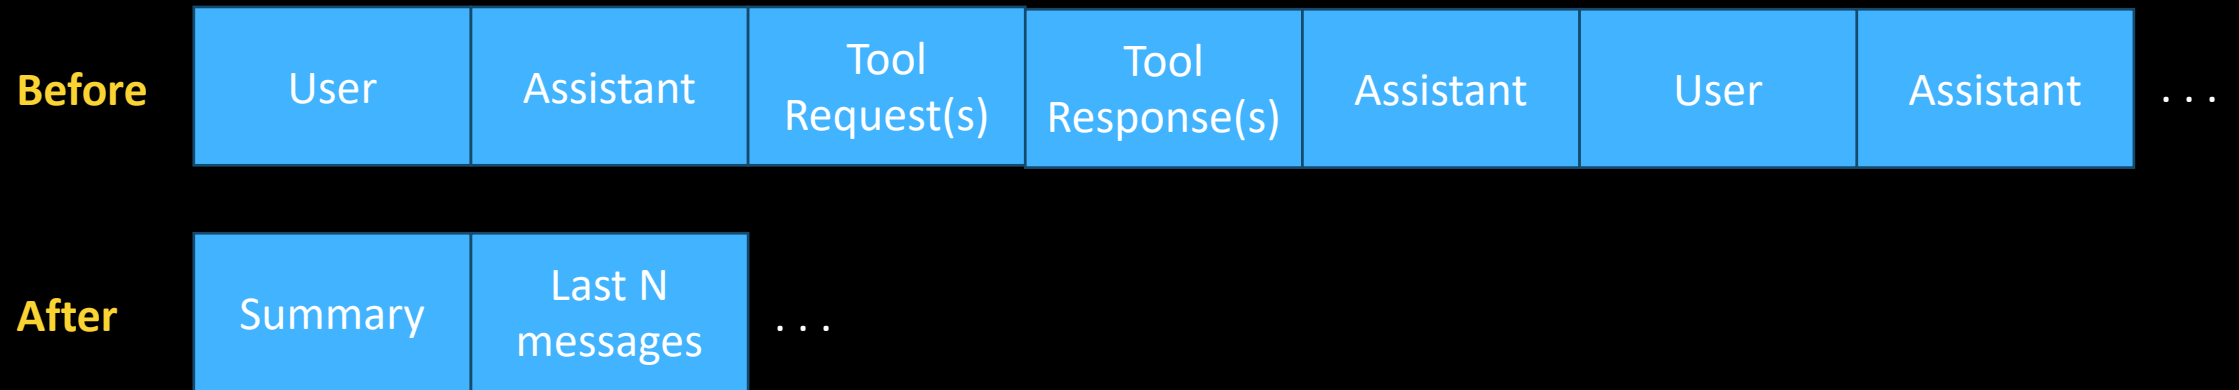 Before
User
Assistant
Tool
Request(s)
Tool
Response(s)
Assistant
User
Assistant
. . .
After
Summary
Last N
messages
. . .